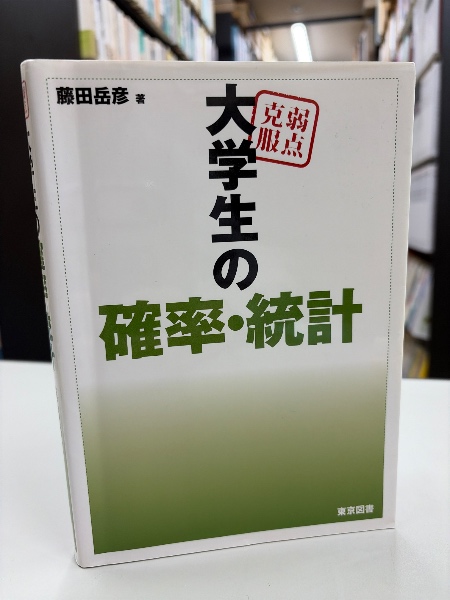 藤田岳彦 著
弱点
克服
大学生の
確率・統計
東京図書